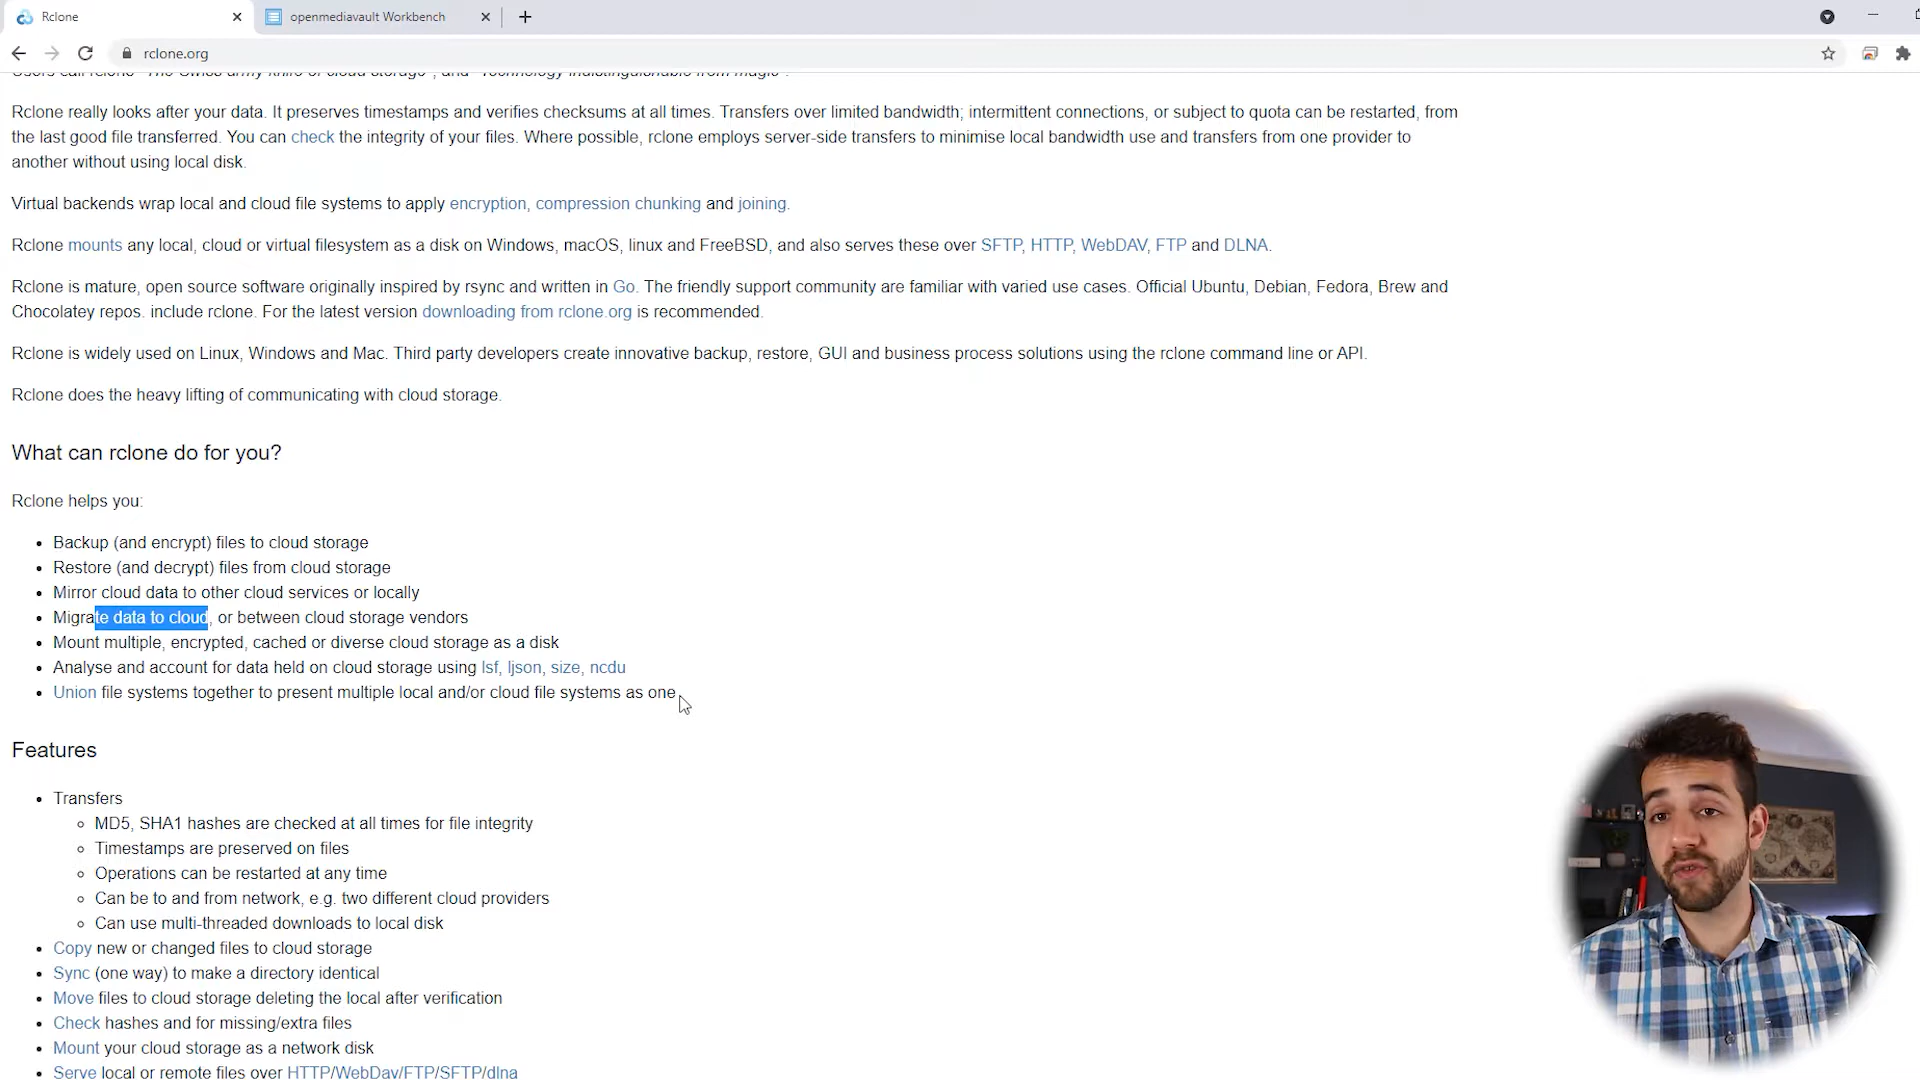 Rclone
openmediavault Workbench
rclone.org
Users call rclone "The Swiss army knife of cloud storage", and "Technology indistinguishable from magic".
Rclone really looks after your data. It preserves timestamps and verifies checksums at all times. Transfers over limited bandwidth; intermittent connections, or subject to quota can be restarted, from
the last good file transferred. You can check the integrity of your files. Where possible, rclone employs server-side transfers to minimise local bandwidth use and transfers from one provider to
another without using local disk.
Virtual backends wrap local and cloud file systems to apply encryption, compression chunking and joining.
Rclone mounts any local, cloud or virtual filesystem as a disk on Windows, macOS, linux and FreeBSD, and also serves these over SFTP, HTTP, WebDAV, FTP and DLNA.
Rclone is mature, open source software originally inspired by rsync and written in Go. The friendly support community are familiar with varied use cases. Official Ubuntu, Debian, Fedora, Brew and
Chocolatey repos. include rclone. For the latest version downloading from rclone.org is recommended.
Rclone is widely used on Linux, Windows and Mac. Third party developers create innovative backup, restore, GUI and business process solutions using the rclone command line or API.
Rclone does the heavy lifting of communicating with cloud storage.
What can rclone do for you?
Rclone helps you:
• Backup (and encrypt) files to cloud storage
• Restore (and decrypt) files from cloud storage
• Mirror cloud data to other cloud services or locally
• Migrate data to cloud, or between cloud storage vendors
• Mount multiple, encrypted, cached or diverse cloud storage as a disk
• Analyse and account for data held on cloud storage using lsf, ljson, size, ncdu
• Union file systems together to present multiple local and/or cloud file systems as one
Features
• Transfers
◦ MD5, SHA1 hashes are checked at all times for file integrity
◦ Timestamps are preserved on files
◦ Operations can be restarted at any time
◦ Can be to and from network, e.g. two different cloud providers
◦ Can use multi-threaded downloads to local disk
• Copy new or changed files to cloud storage
• Sync (one way) to make a directory identical
• Move files to cloud storage deleting the local after verification
• Check hashes and for missing/extra files
• Mount your cloud storage as a network disk
• Serve local or remote files over HTTP/WebDav/FTP/SFTP/dlna